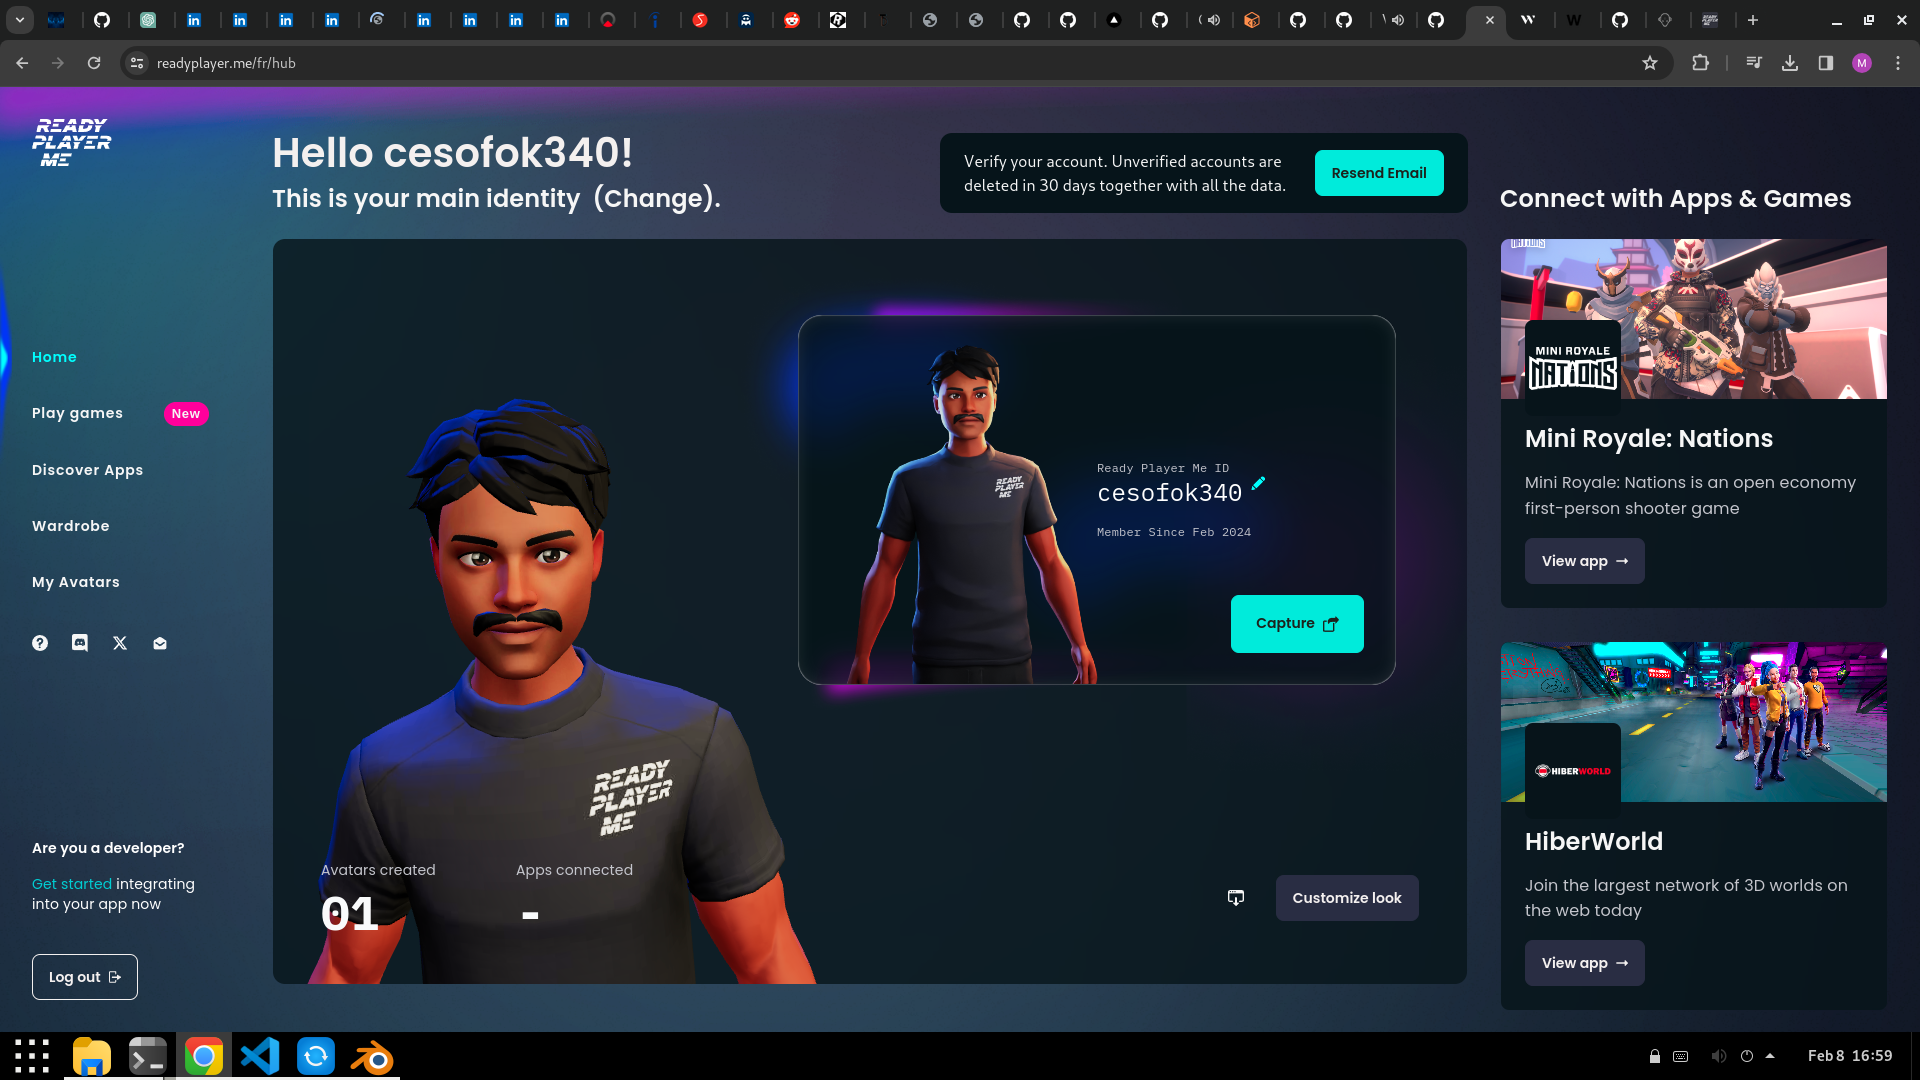 readyplayer.me/fr/hub
M
READY
PLAYER
ME
Hello cesofok340!
This is your main identity (Change).
Verify your account. Unverified accounts are
deleted in 30 days together with all the data.
Resend Email
Connect with Apps & Games
Home
Play games
New
Discover Apps
Wardrobe
My Avatars
Are you a developer?
Get started integrating
into your app now
Log out
READY
PLAYER
ME
Ready Player Me ID
cesofok340
Member Since Feb 2024
Capture
READY
PLAYER
ME
Avatars created
01
Apps connected
-
Customize look
NATIONS
MINI ROYALE
NATIONS
Mini Royale: Nations
Mini Royale: Nations is an open economy
first-person shooter game
View app →
HIBERWORLD
HiberWorld
Join the largest network of 3D worlds on
the web today
View app →
Feb 8 16:59